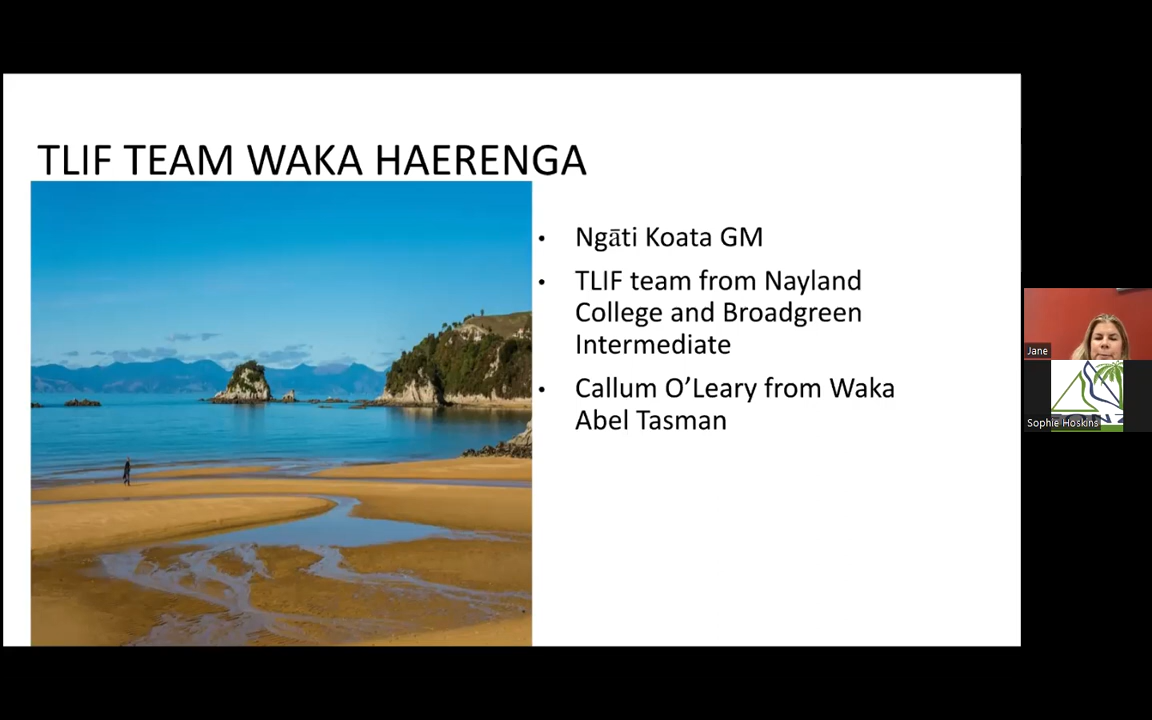 TLIF TEAM WAKA HAERENGA
• Ngāti Koata GM
• TLIF team from Nayland
College and Broadgreen
Intermediate
• Callum O’Leary from Waka
Abel Tasman
Jane
Sophie Hoskins